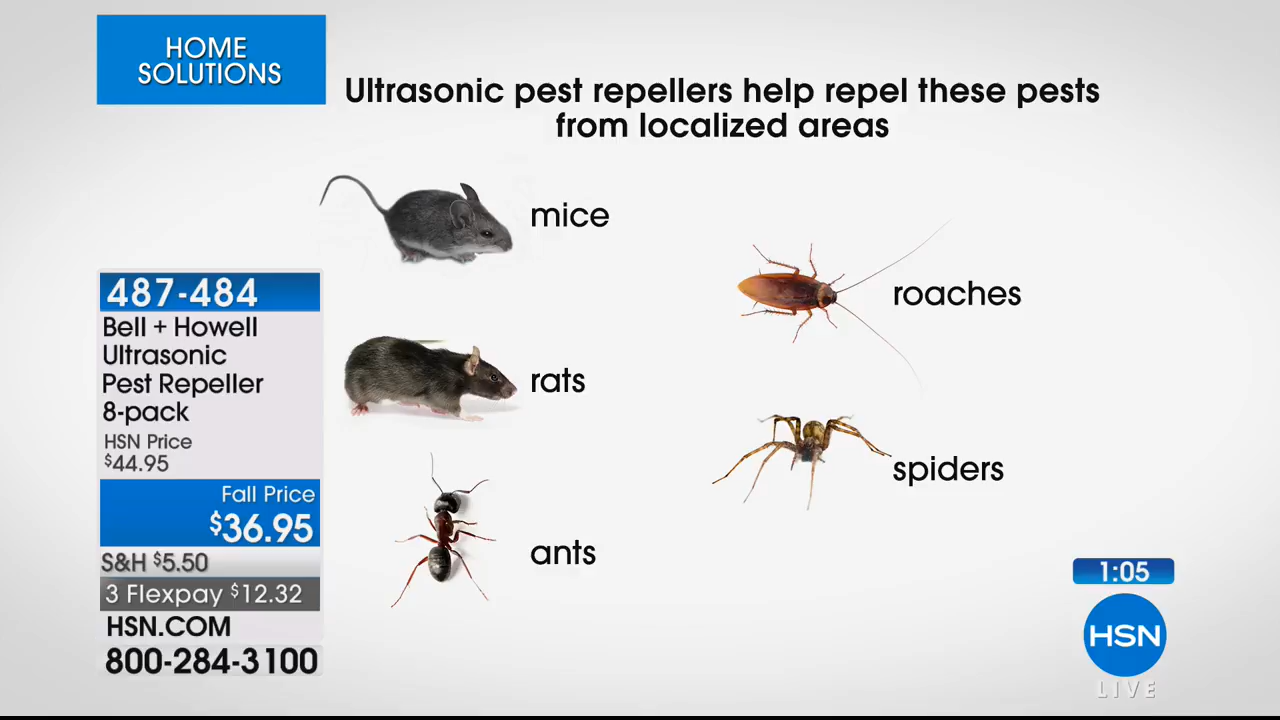 HOME
SOLUTIONS
Ultrasonic pest repellers help repel these pests
from localized areas
mice
rats
ants
roaches
spiders
487-484
Bell + Howell
Ultrasonic
Pest Repeller
8-pack
HSN Price
$44.95
Fall Price
$36.95
S&H $5.50
3 Flexpay $12.32
HSN.COM
800-284-3100
1:05
HSN
LIVE